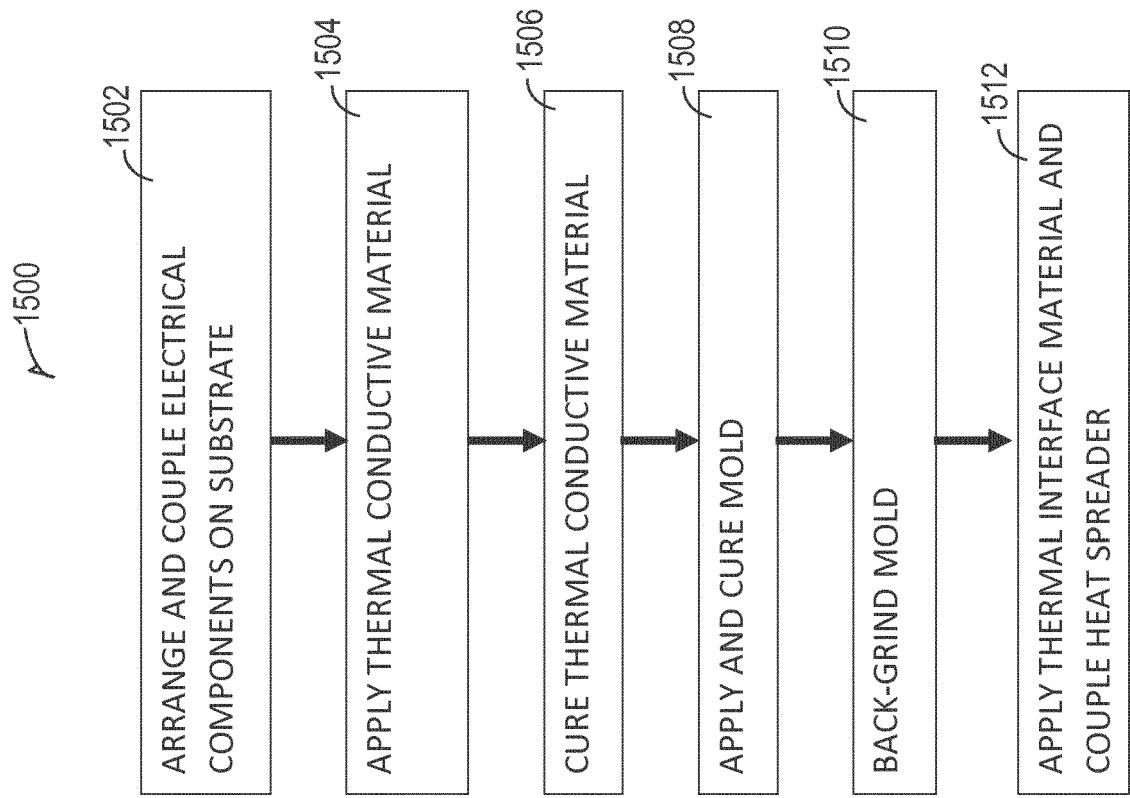 1500
1502
ARRANGE AND COUPLE ELECTRICAL
COMPONENTS ON SUBSTRATE
1504
APPLY THERMAL CONDUCTIVE MATERIAL
1506
CURE THERMAL CONDUCTIVE MATERIAL
1508
APPLY AND CURE MOLD
1510
BACK-GRIND MOLD
1512
APPLY THERMAL INTERFACE MATERIAL AND
COUPLE HEAT SPREADER